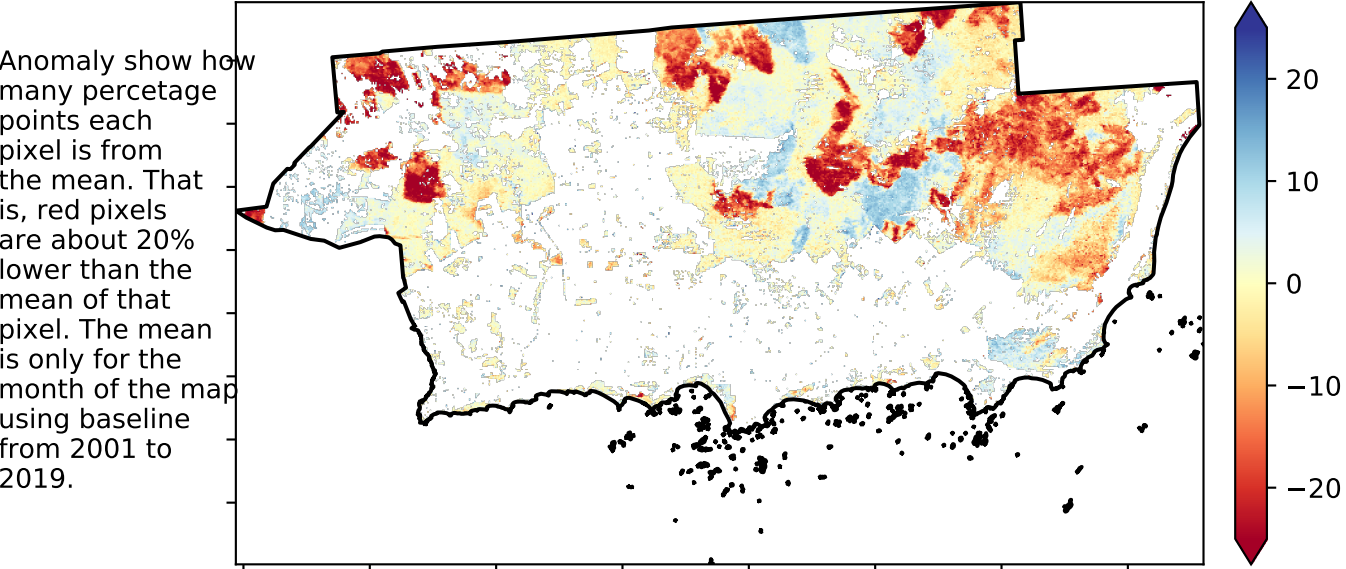 Anomaly show how
many percetage
points each
pixel is from
the mean. That
is, red pixels
are about 20%
lower than the
mean of that
pixel. The mean
is only for the
month of the map
using baseline
from 2001 to
2019.
20
10
0
−10
−20